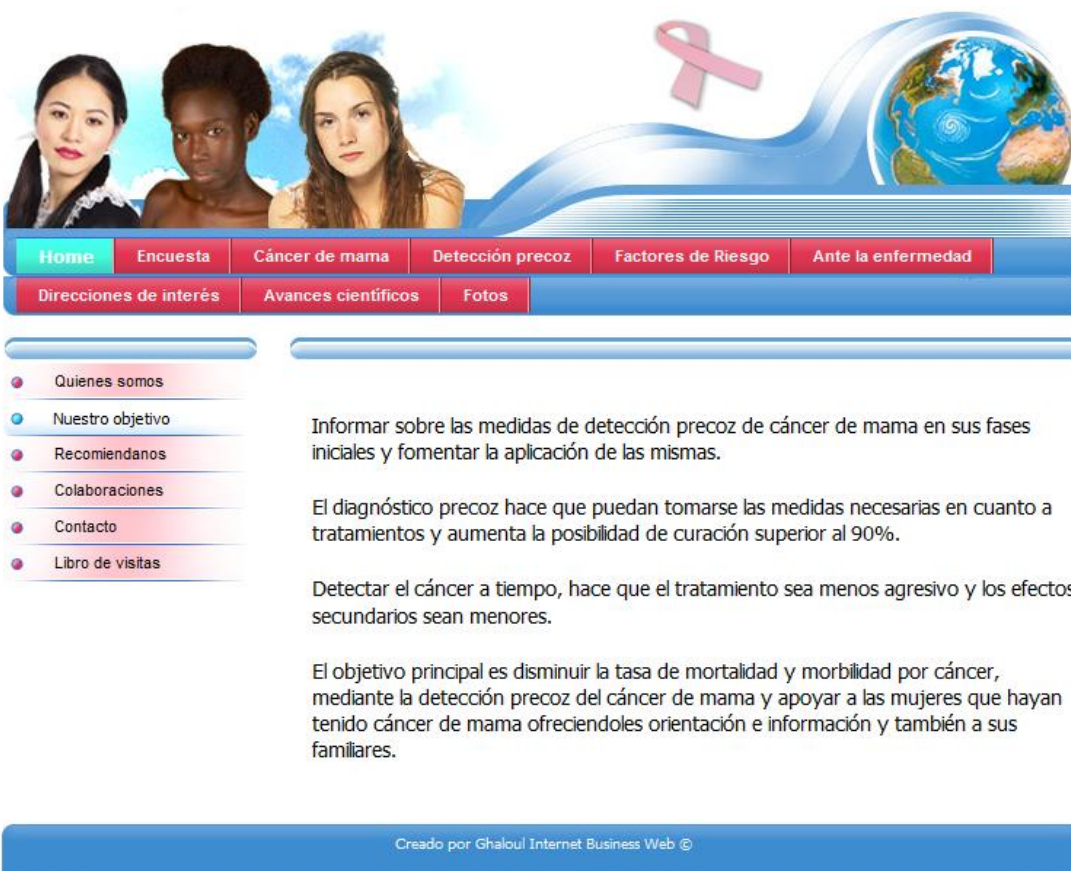 Home Encuesta Cáncer de mama Detección precoz Factores de Riesgo Ante la enfermedad
Direcciones de interés Avances científicos Fotos
Quienes somos
Nuestro objetivo
Recomiendanos
Colaboraciones
Contacto
Libro de visitas
Informar sobre las medidas de detección precoz de cáncer de mama en sus fases
iniciales y fomentar la aplicación de las mismas.
El diagnóstico precoz hace que puedan tomarse las medidas necesarias en cuanto a
tratamientos y aumenta la posibilidad de curación superior al 90%.
Detectar el cáncer a tiempo, hace que el tratamiento sea menos agresivo y los efectos
secundarios sean menores.
El objetivo principal es disminuir la tasa de mortalidad y morbilidad por cáncer,
mediante la detección precoz del cáncer de mama y apoyar a las mujeres que hayan
tenido cáncer de mama ofreciendoles orientación e información y también a sus
familiares.
Creado por Ghaloul Internet Business Web ©